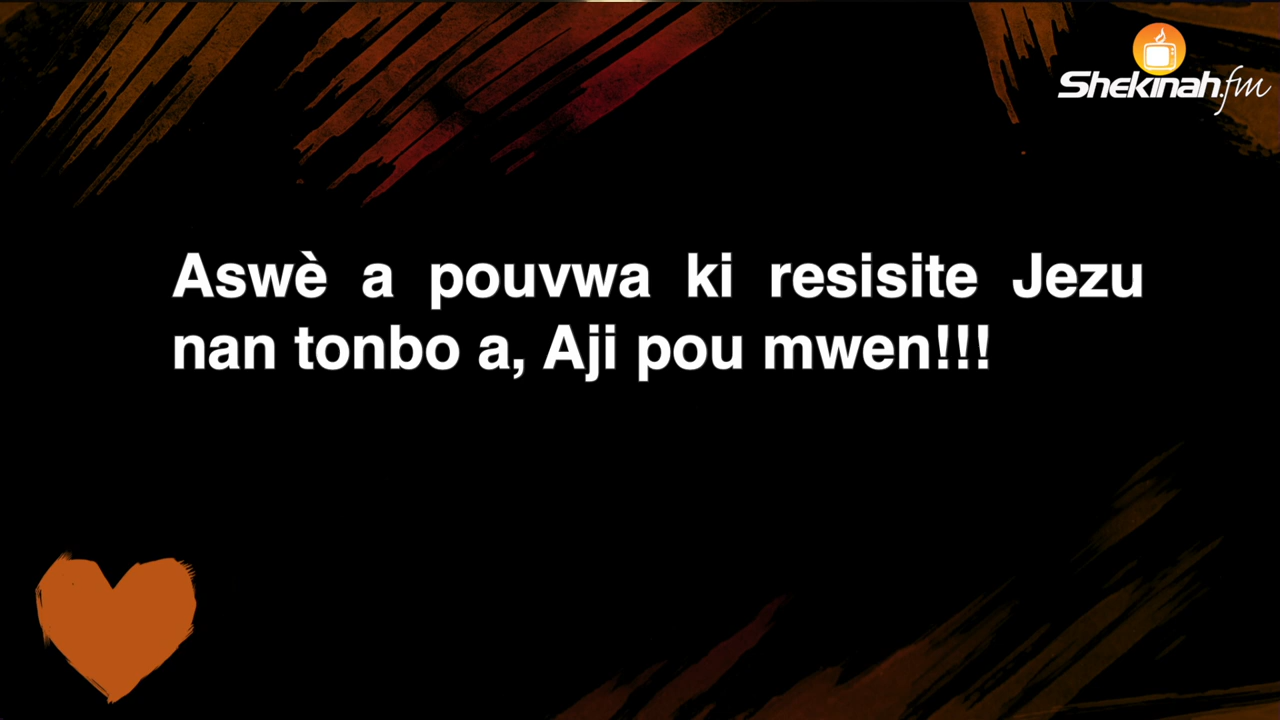 Shekinah.fm
Aswè a pouvwa ki resisite Jezu
nan tonbo a, Aji pou mwen!!!